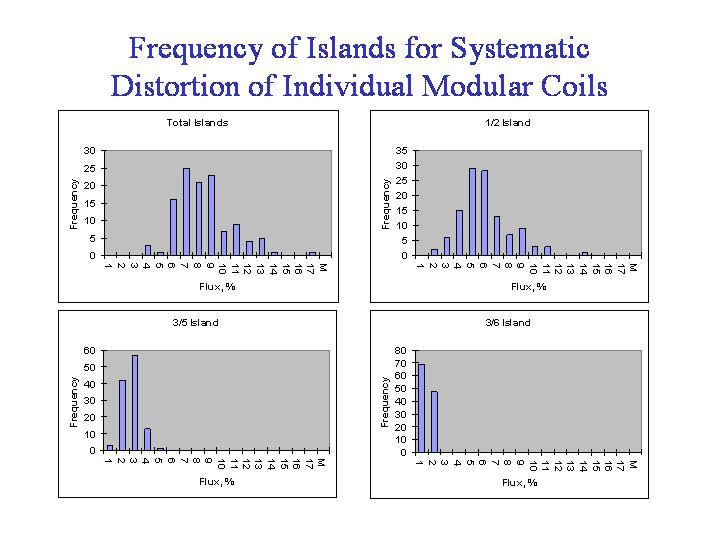 Frequency of Islands for Systematic
Distortion of Individual Modular Coils
Total Islands
30
25
20
15
10
5
0
Frequency
1 2 3 4 5 6 7 8 9 10 11 12 13 14 15 16 17 M
Flux, %
1/2 Island
35
30
25
20
15
10
5
0
Frequency
1 2 3 4 5 6 7 8 9 10 11 12 13 14 15 16 17 M
Flux, %
3/5 Island
60
50
40
30
20
10
0
Frequency
1 2 3 4 5 6 7 8 9 10 11 12 13 14 15 16 17 M
Flux, %
3/6 Island
80
70
60
50
40
30
20
10
0
Frequency
1 2 3 4 5 6 7 8 9 10 11 12 13 14 15 16 17 M
Flux, %